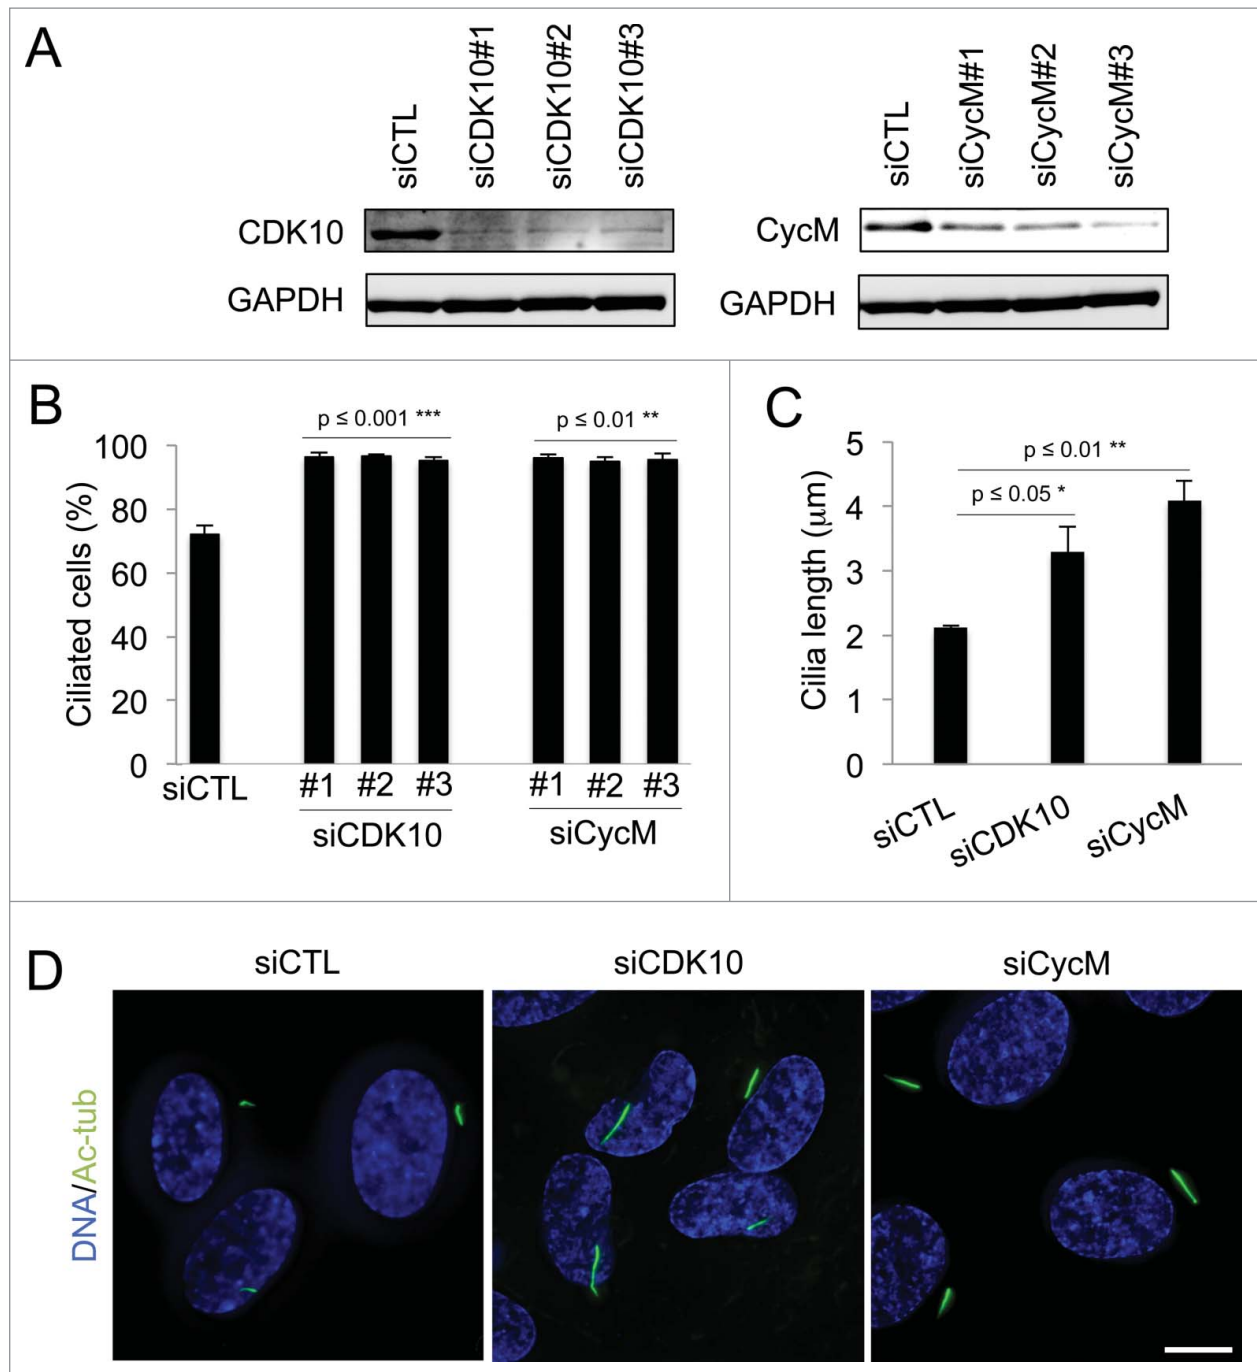 A
siCTL
siCDK10#1
siCDK10#2
siCDK10#3
siCTL
siCycM#1
siCycM#2
siCycM#3
CDK10
GAPDH
CycM
GAPDH
B
p ≤ 0.001 ***
p ≤ 0.01 **
Ciliated cells (%)
100
80
60
40
20
0
siCTL
#1 #2 #3
#1 #2 #3
siCDK10
siCycM
C
p ≤ 0.01 **
p ≤ 0.05 *
Cilia length (μm)
5
4
3
2
1
0
siCTL
siCDK10
siCycM
D
siCTL
siCDK10
siCycM
DNA/Ac-tub